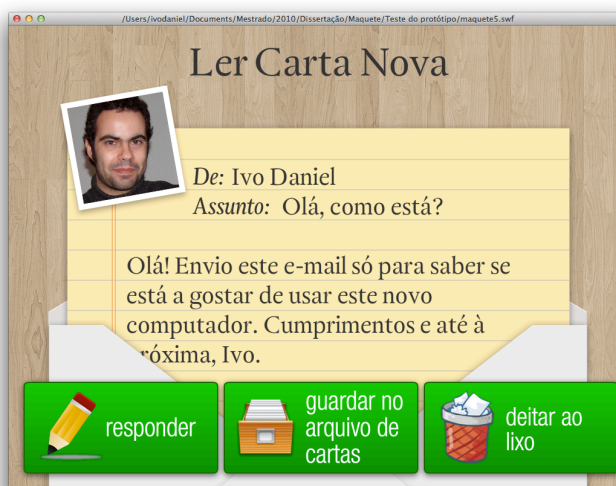 /Users/ivodaniel/Documents/Mestrado/2010/Dissertação/Maquete/Teste do protótipo/maquete5.swf
Ler Carta Nova
De: Ivo Daniel
Assunto: Olá, como está?
Olá! Envio este e-mail só para saber se
está a gostar de usar este novo
computador. Cumprimentos e até à
próxima, Ivo.
responder
guardar no
arquivo de
cartas
deitar ao
lixo